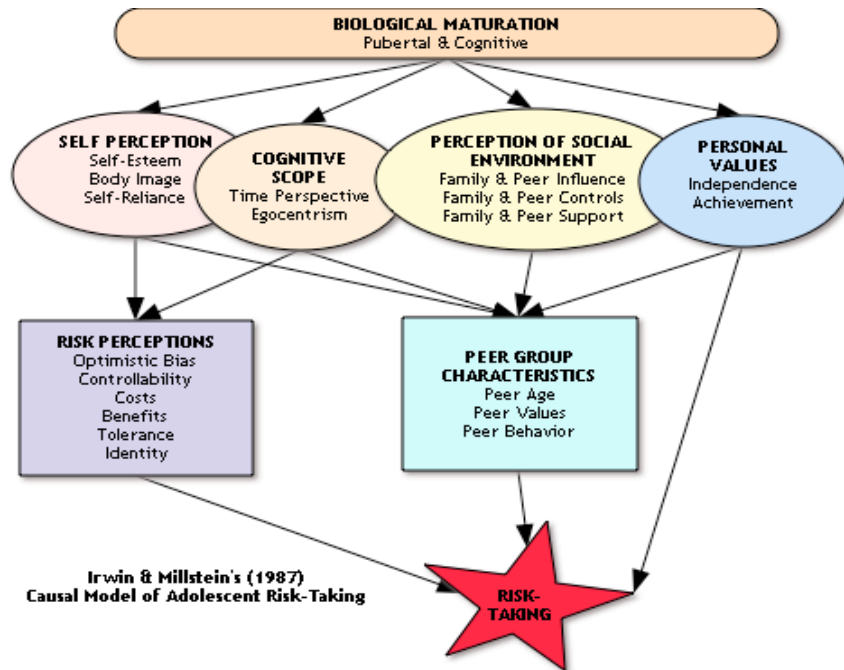 BIOLOGICAL MATURATION
Pubertal & Cognitive
SELF PERCEPTION
Self-Esteem
Body Image
Self-Reliance
COGNITIVE
SCOPE
Time Perspective
Egocentrism
PERCEPTION OF SOCIAL
ENVIRONMENT
Family & Peer Influence
Family & Peer Controls
Family & Peer Support
PERSONAL
VALUES
Independence
Achievement
RISK PERCEPTIONS
Optimistic Bias
Controllability
Costs
Benefits
Tolerance
Identity
PEER GROUP
CHARACTERISTICS
Peer Age
Peer Values
Peer Behavior
Irwin & Millstein's (1987)
Causal Model of Adolescent Risk-Taking
RISK-
TAKING